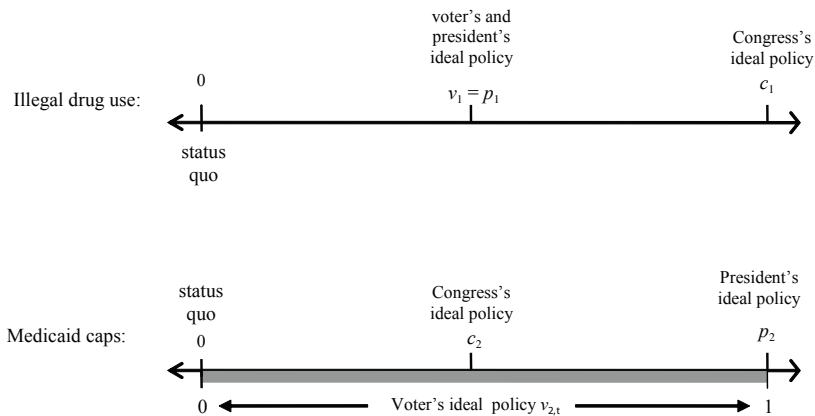 voter's and
president's
ideal policy
Congress's
ideal policy
0
Illegal drug use:
v₁ = p₁
c₁
status
quo
status
quo
Congress's
ideal policy
President's
ideal policy
Medicaid caps:
0
c₂
p₂
0
Voter's ideal policy v₂,ₜ
1